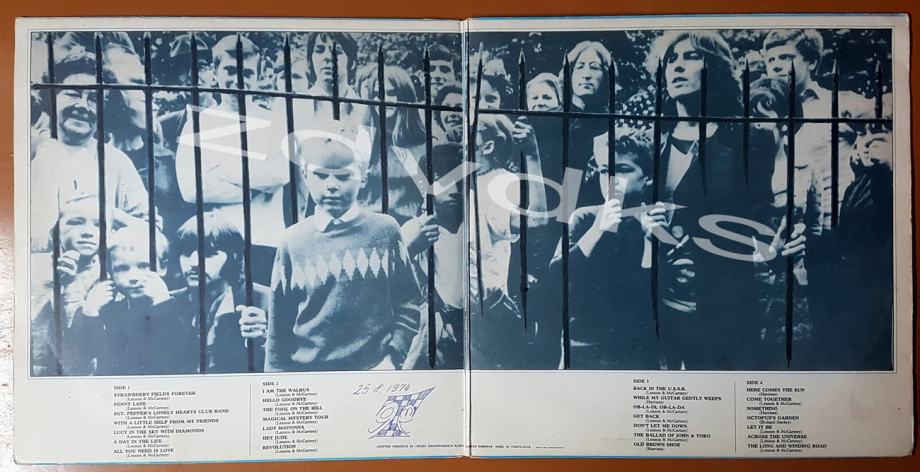 zdvdks
SIDE 1
STRAWBERRY FIELDS FOREVER
(Lennon & McCartney)
PENNY LANE
(Lennon & McCartney)
SGT. PEPPER'S LONELY HEARTS CLUB BAND
(Lennon & McCartney)
WITH A LITTLE HELP FROM MY FRIENDS
(Lennon & McCartney)
LUCY IN THE SKY WITH DIAMONDS
(Lennon & McCartney)
A DAY IN THE LIFE
(Lennon & McCartney)
ALL YOU NEED IS LOVE
(Lennon & McCartney)
SIDE 2
I AM THE WALRUS
(Lennon & McCartney)
HELLO GOODBYE
(Lennon & McCartney)
THE FOOL ON THE HILL
(Lennon & McCartney)
MAGICAL MYSTERY TOUR
(Lennon & McCartney)
LADY MADONNA
(Lennon & McCartney)
HEY JUDE
(Lennon & McCartney)
REVOLUTION
(Lennon & McCartney)
25.8.1974
SIDE 3
BACK IN THE U.S.S.R.
(Lennon & McCartney)
WHILE MY GUITAR GENTLY WEEPS
(Harrison)
OB-LA-DI, OB-LA-DA
(Lennon & McCartney)
GET BACK
(Lennon & McCartney)
DON'T LET ME DOWN
(Lennon & McCartney)
THE BALLAD OF JOHN & YOKO
(Lennon & McCartney)
OLD BROWN SHOE
(Harrison)
SIDE 4
HERE COMES THE SUN
(Harrison)
COME TOGETHER
(Lennon & McCartney)
SOMETHING
(Harrison)
OCTOPUS'S GARDEN
(Richard Starkey)
LET IT BE
(Lennon & McCartney)
ACROSS THE UNIVERSE
(Lennon & McCartney)
THE LONG AND WINDING ROAD
(Lennon & McCartney)